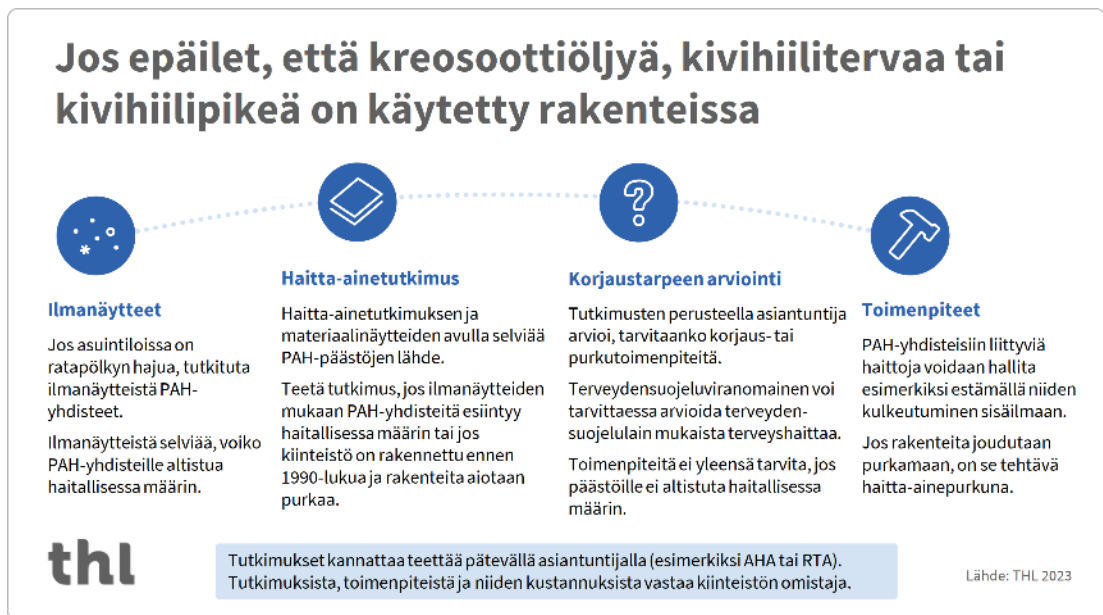 Jos epäilet, että kreosoottiöljyä, kivihiilitervaa tai
kivihiilipikeä on käytetty rakenteissa
Ilmanäytteet
Jos asuintiloissa on
ratapölkyn hajua, tutkituta
ilmanäytteistä PAH-
yhdisteet.
Ilmanäytteistä selviää, voiko
PAH-yhdisteille altistua
haitallisessa määrin.
Haitta-ainetutkimus
Haitta-ainetutkimuksen ja
materiaalinäytteiden avulla selviää
PAH-päästöjen lähde.
Teetä tutkimus, jos ilmanäytteiden
mukaan PAH-yhdisteitä esiintyy
haitallisessa määrin tai jos
kiinteistö on rakennettu ennen
1990-lukua ja rakenteita aiotaan
purkaa.
Korjaustarpeen arviointi
Tutkimusten perusteella asiantuntija
arvioi, tarvitaanko korjaus- tai
purkutoimenpiteitä.
Terveydensuojeluviranomainen voi
tarvittaessa arvioida terveyden-
suojelulain mukaista terveyshaittaa.
Toimenpiteitä ei yleensä tarvita, jos
päästöille ei altistuta haitallisessa
määrin.
Toimenpiteet
PAH-yhdisteisiin liittyviä
haittoja voidaan hallita
esimerkiksi estämällä niiden
kulkeutuminen sisäilmaan.
Jos rakenteita joudutaan
purkamaan, on se tehtävä
haitta-ainepurkuna.
thl
Tutkimukset kannattaa teettää pätevällä asiantuntijalla (esimerkiksi AHA tai RTA).
Tutkimuksista, toimenpiteistä ja niiden kustannuksista vastaa kiinteistön omistaja.
Lähde: THL 2023